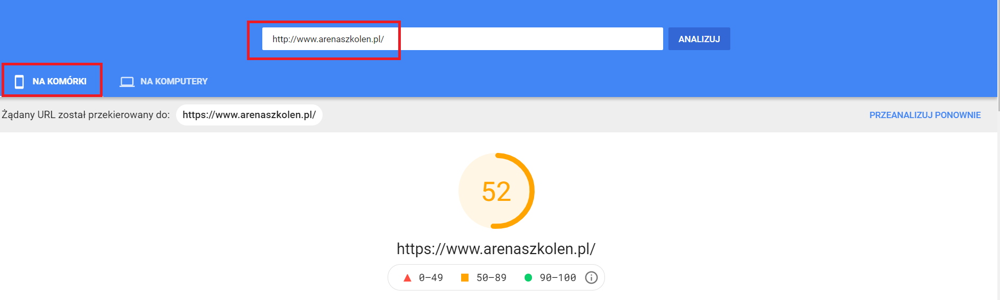 http://www.arenaszkolen.pl/
ANALIZUJ
NA KOMÓRKI
NA KOMPUTERY
Żądany URL został przekierowany do: https://www.arenaszkolen.pl/
PRZEANALIZUJ PONOWNIE
52
https://www.arenaszkolen.pl/
0–49 50–89 90–100